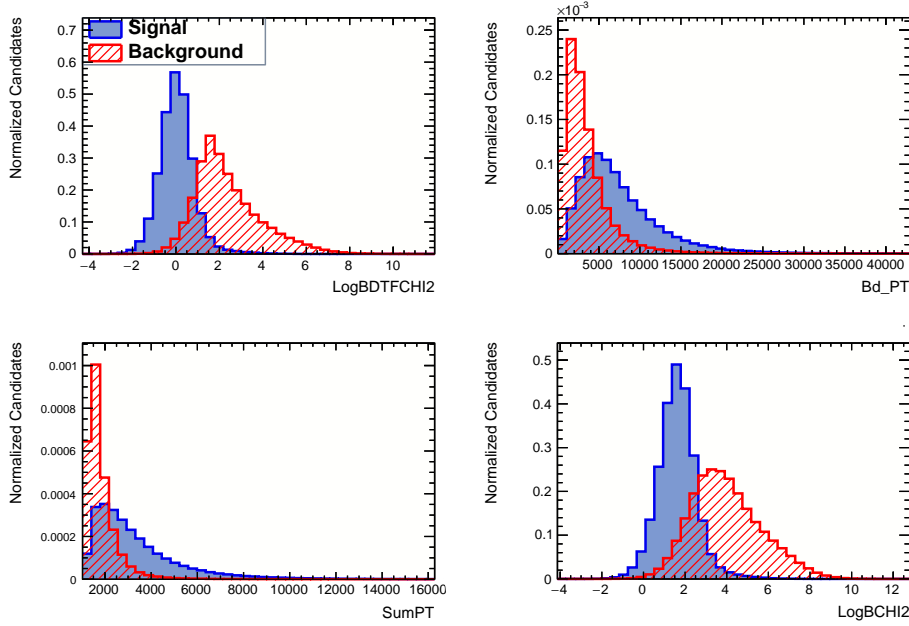 Normalized Candidates
0.7
0.6
0.5
0.4
0.3
0.2
0.1
0
Signal
Background
−4 −2 0 2 4 6 8 10
LogBDTFCHI2
×10−3
Normalized Candidates
0.25
0.2
0.15
0.1
0.05
0
5000 10000 15000 20000 25000 30000 35000 40000
Bd_PT
Normalized Candidates
0.001
0.0008
0.0006
0.0004
0.0002
0
2000 4000 6000 8000 10000 12000 14000 16000
SumPT
Normalized Candidates
0.5
0.4
0.3
0.2
0.1
0
−4 −2 0 2 4 6 8 10 12
LogBCHI2